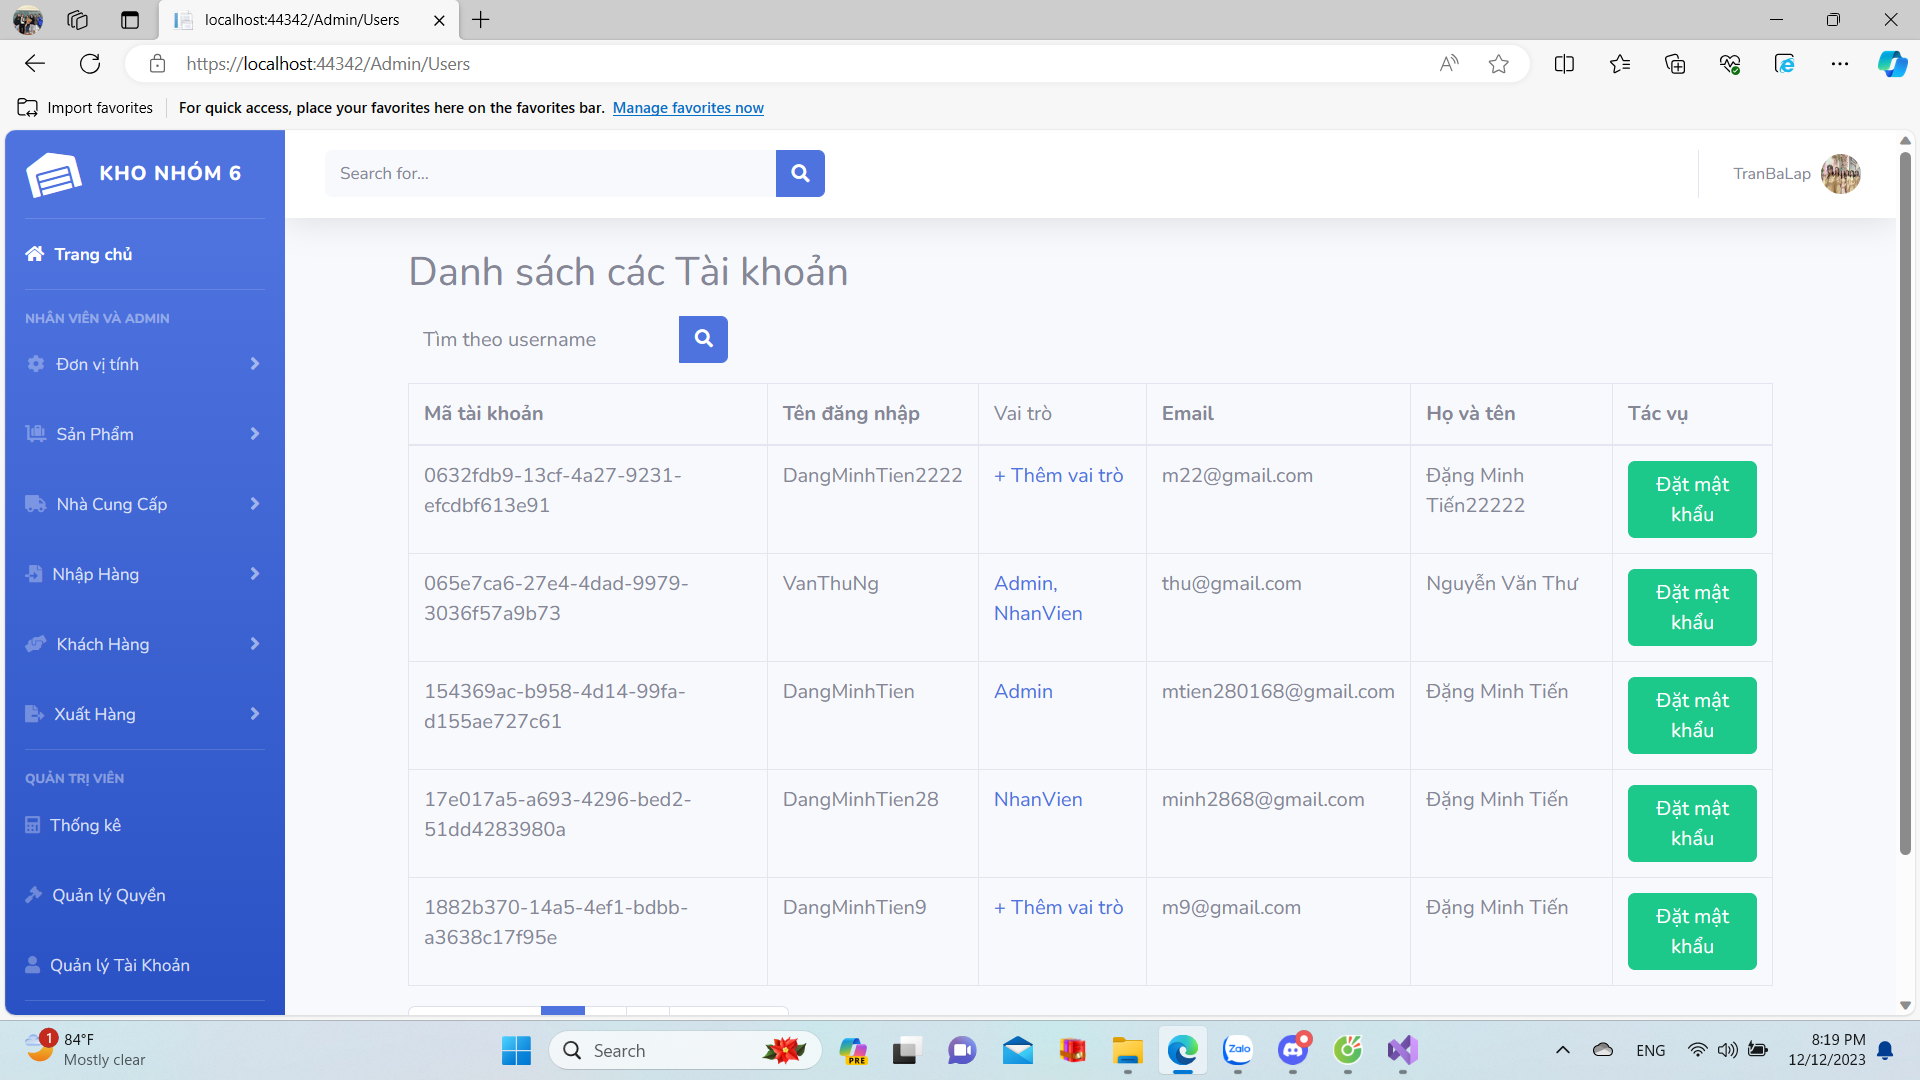 localhost:44342/Admin/Users
https://localhost:44342/Admin/Users
Import favorites
For quick access, place your favorites here on the favorites bar. Manage favorites now
KHO NHÓM 6
Search for...
TranBaLap
Trang chủ
NHÂN VIÊN VÀ ADMIN
Đơn vị tính
Sản Phẩm
Nhà Cung Cấp
Nhập Hàng
Khách Hàng
Xuất Hàng
QUẢN TRỊ VIÊN
Thống kê
Quản lý Quyền
Quản lý Tài Khoản
Danh sách các Tài khoản
Tìm theo username
Mã tài khoản Tên đăng nhập Vai trò Email Họ và tên Tác vụ
0632fdb9-13cf-4a27-9231- DangMinhTien2222 + Thêm vai trò m22@gmail.com Đặng Minh Đặt mật
efcdbf613e91 Tiến22222 khẩu
065e7ca6-27e4-4dad-9979- VanThuNg Admin, thu@gmail.com Nguyễn Văn Thư Đặt mật
3036f57a9b73 NhanVien khẩu
154369ac-b958-4d14-99fa- DangMinhTien Admin mtien280168@gmail.com Đặng Minh Tiến Đặt mật
d155ae727c61 khẩu
17e017a5-a693-4296-bed2- DangMinhTien28 NhanVien minh2868@gmail.com Đặng Minh Tiến Đặt mật
51dd4283980a khẩu
1882b370-14a5-4ef1-bdbb- DangMinhTien9 + Thêm vai trò m9@gmail.com Đặng Minh Tiến Đặt mật
a3638c17f95e khẩu
1
84°F
Mostly clear
Search
PRE
Zalo
ENG
8:19 PM
12/12/2023